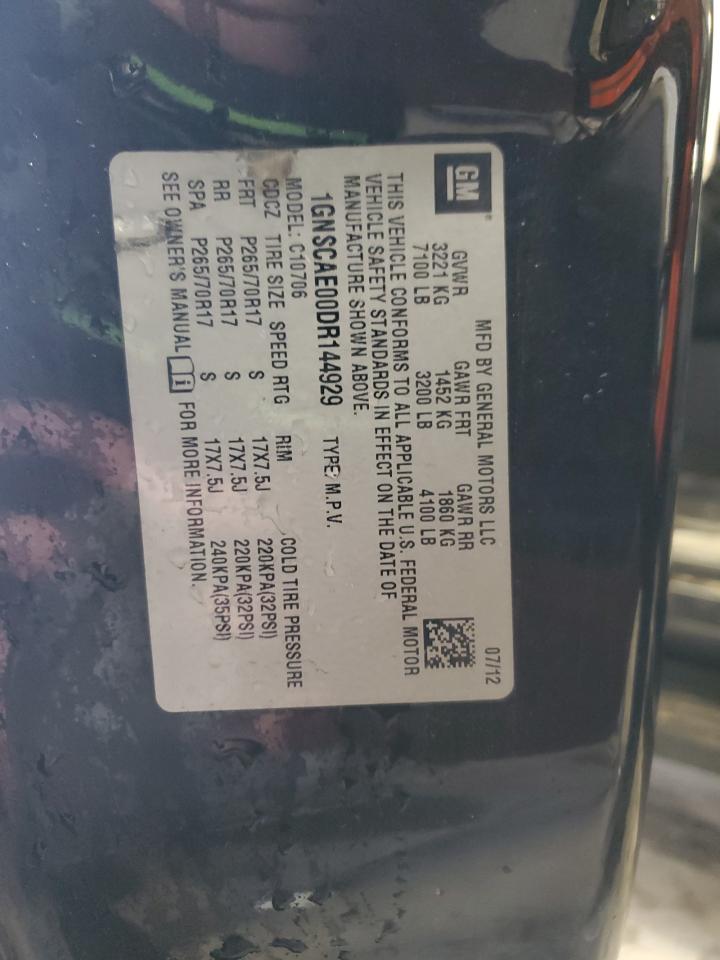 GM
MFD BY GENERAL MOTORS LLC 07/12
GVWR GAWR FRT GAWR RR
3221 KG 1452 KG 1860 KG
7100 LB 3200 LB 4100 LB
THIS VEHICLE CONFORMS TO ALL APPLICABLE U.S. FEDERAL MOTOR
VEHICLE SAFETY STANDARDS IN EFFECT ON THE DATE OF
MANUFACTURE SHOWN ABOVE.
1GNSCAE00DR144929 TYPE: M.P.V.
MODEL: C10706
CDCZ TIRE SIZE SPEED RTG RIM COLD TIRE PRESSURE
FRT P265/70R17 S 17X7.5J 220KPA(32PSI)
RR P265/70R17 S 17X7.5J 220KPA(32PSI)
SPA P265/70R17 S 17X7.5J 240KPA(35PSI)
SEE OWNER'S MANUAL i FOR MORE INFORMATION.